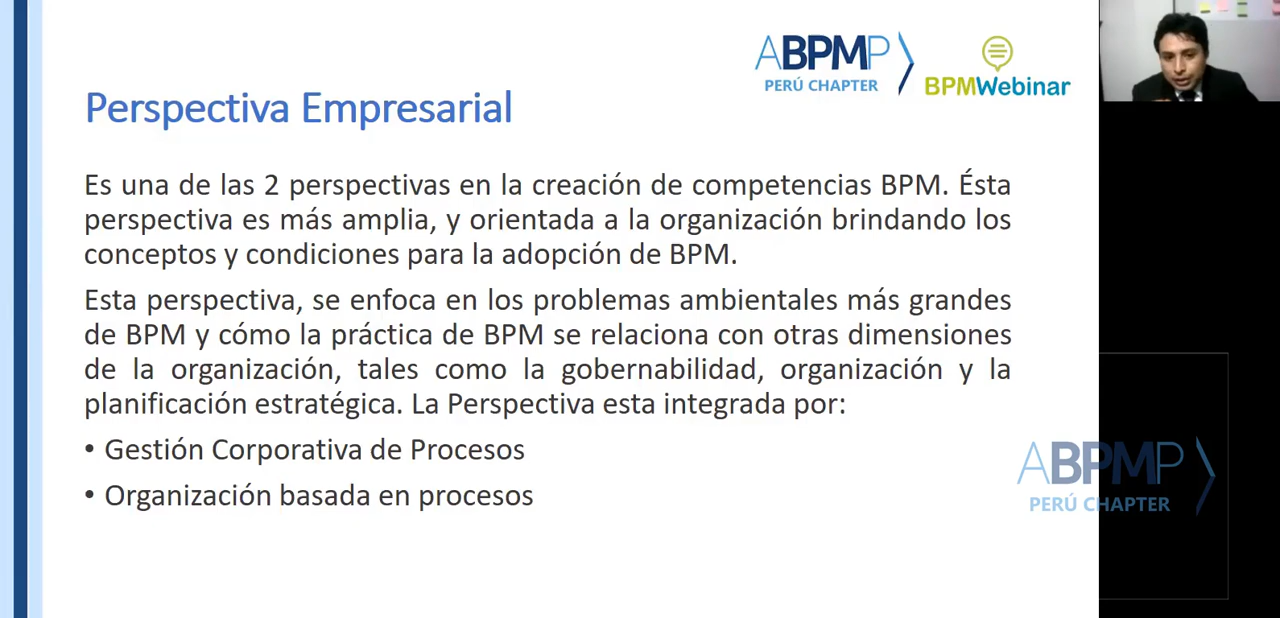 ABPMP
PERÚ CHAPTER
BPMWebinar
Perspectiva Empresarial
Es una de las 2 perspectivas en la creación de competencias BPM. Ésta
perspectiva es más amplia, y orientada a la organización brindando los
conceptos y condiciones para la adopción de BPM.
Esta perspectiva, se enfoca en los problemas ambientales más grandes
de BPM y cómo la práctica de BPM se relaciona con otras dimensiones
de la organización, tales como la gobernabilidad, organización y la
planificación estratégica. La Perspectiva esta integrada por:
• Gestión Corporativa de Procesos
• Organización basada en procesos
ABPMP
PERÚ CHAPTER